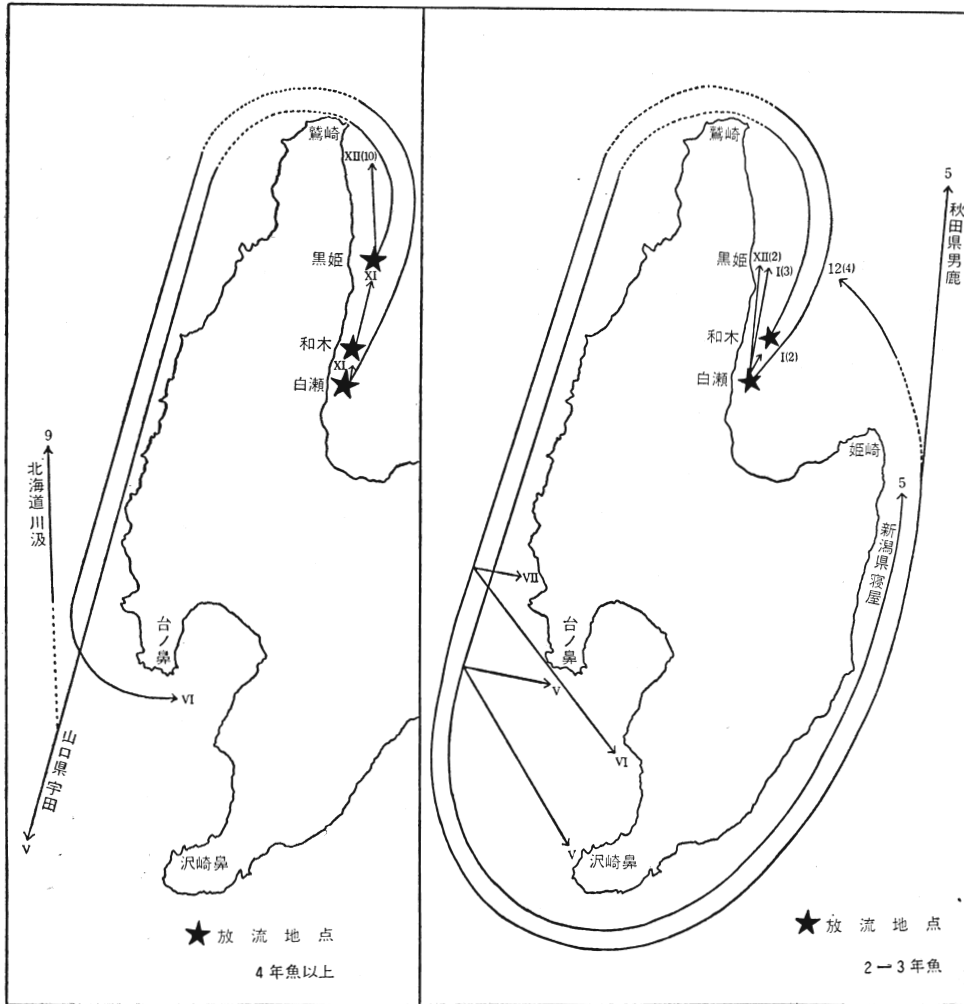 鷲崎
XII(10)
黒姫
XI
和木
XI
白瀬
9
北海道川汲
台ノ鼻
VI
山口県宇田
V
沢崎鼻
★ 放流地点
4年魚以上
鷲崎
5
秋田県男鹿
黒姫
XII(2)
I(3)
12(4)
和木
I(2)
白瀬
姫崎
5
新潟県寝屋
VII
台ノ鼻
V
VI
V
沢崎鼻
★ 放流地点
2-3年魚